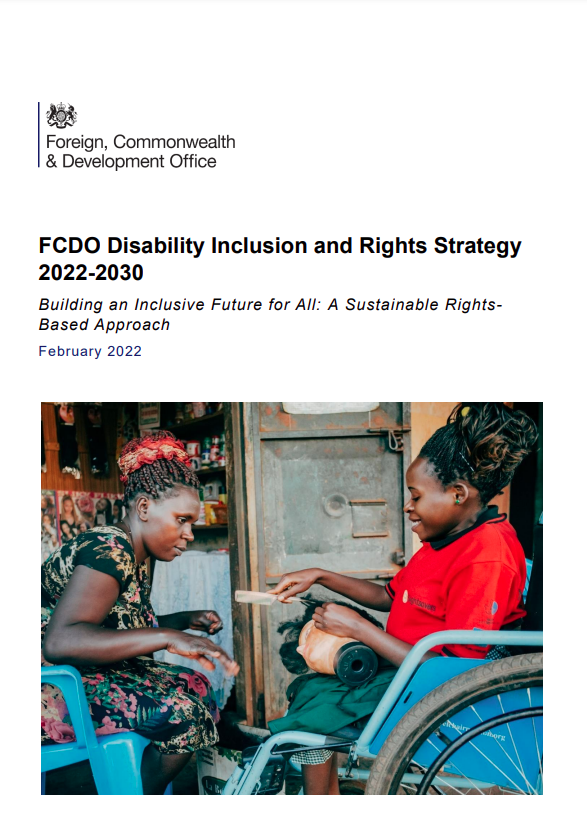 Foreign, Commonwealth
& Development Office
FCDO Disability Inclusion and Rights Strategy
2022-2030
Building an Inclusive Future for All: A Sustainable Rights-
Based Approach
February 2022